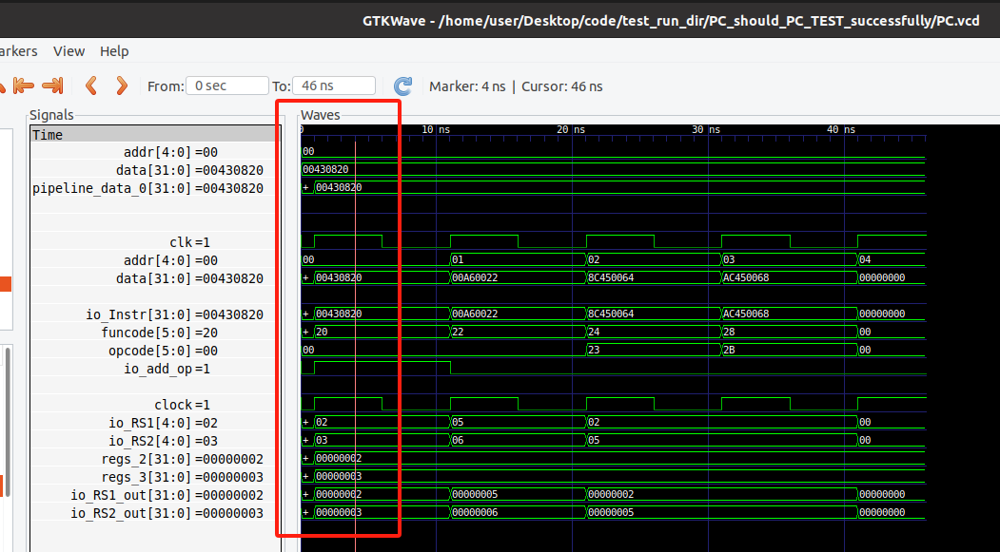 GTKWave - /home/user/Desktop/code/test_run_dir/PC_should_PC_TEST_successfully/PC.vcd
arkers View Help
From: 0 sec To: 46 ns Marker: 4 ns | Cursor: 46 ns
Signals Waves
Time 0 10 ns 20 ns 30 ns 40 ns
addr[4:0] =00 00
data[31:0] =00430820 00430820
pipeline_data_0[31:0] =00430820 + 00430820
clk =1
addr[4:0] =00 00 01 02 03 04
data[31:0] =00430820 + 00430820 00A60022 8C450064 AC450068 00000000
io_Instr[31:0] =00430820 + 00430820 00A60022 8C450064 AC450068 00000000
funcode[5:0] =20 + 20 22 24 28 00
opcode[5:0] =00 00 23 2B 00
io_add_op =1
clock =1
io_RS1[4:0] =02 + 02 05 02 00
io_RS2[4:0] =03 + 03 06 05 00
regs_2[31:0] =00000002 + 00000002
regs_3[31:0] =00000003 + 00000003
io_RS1_out[31:0] =00000002 + 00000002 00000005 00000002 00000000
io_RS2_out[31:0] =00000003 + 00000003 00000006 00000005 00000000